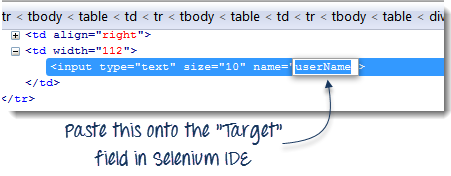 tr < tbody < table < td < tr < tbody < table < td < tr < tbody < table < div
<td align="right">
<td width="112">
<input type="text" size="10" name="userName">
</td>
</tr>
Paste this onto the "Target"
field in Selenium IDE